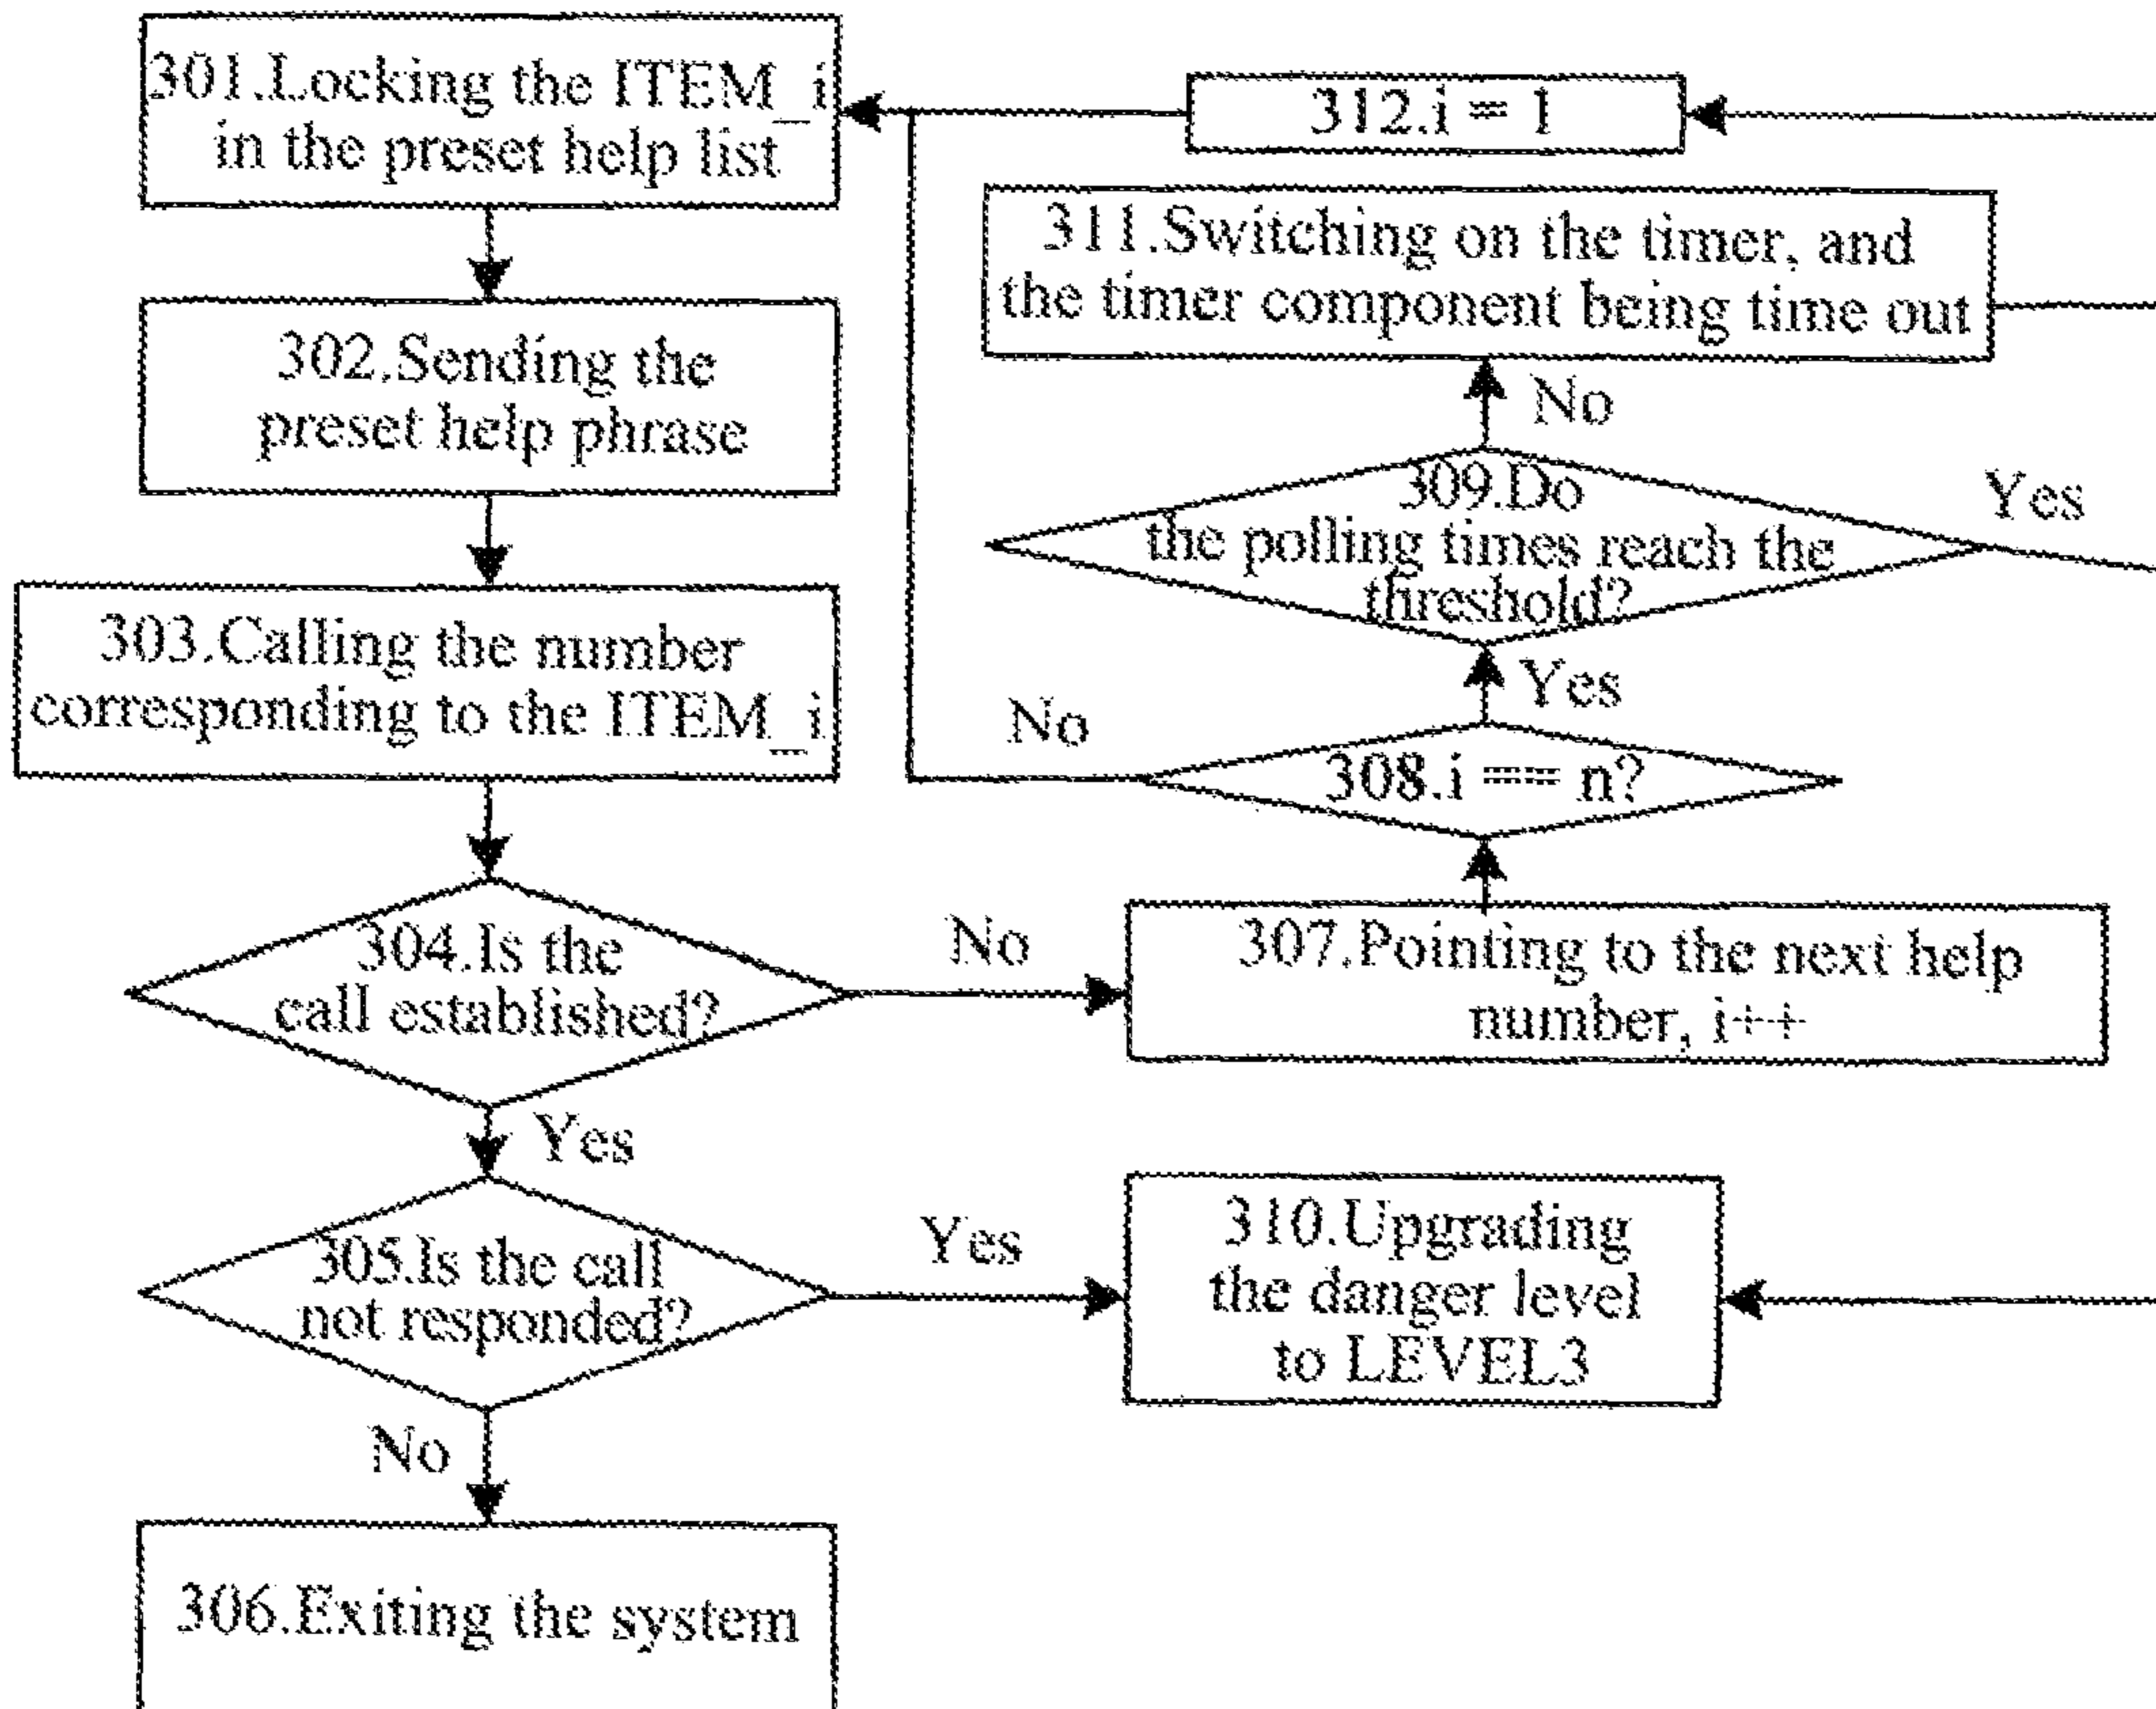 301.Locking the ITEM_i
in the preset help list
302.Sending the
preset help phrase
303.Calling the number
corresponding to the ITEM_i
304.Is the
call established?
No
Yes
305.Is the call
not responded?
Yes
No
306.Exiting the system
312.i = 1
311.Switching on the timer, and
the timer component being time out
No
309.Do
the polling times reach the
threshold?
Yes
Yes
No
308.i == n?
307.Pointing to the next help
number, i++
310.Upgrading
the danger level
to LEVEL3